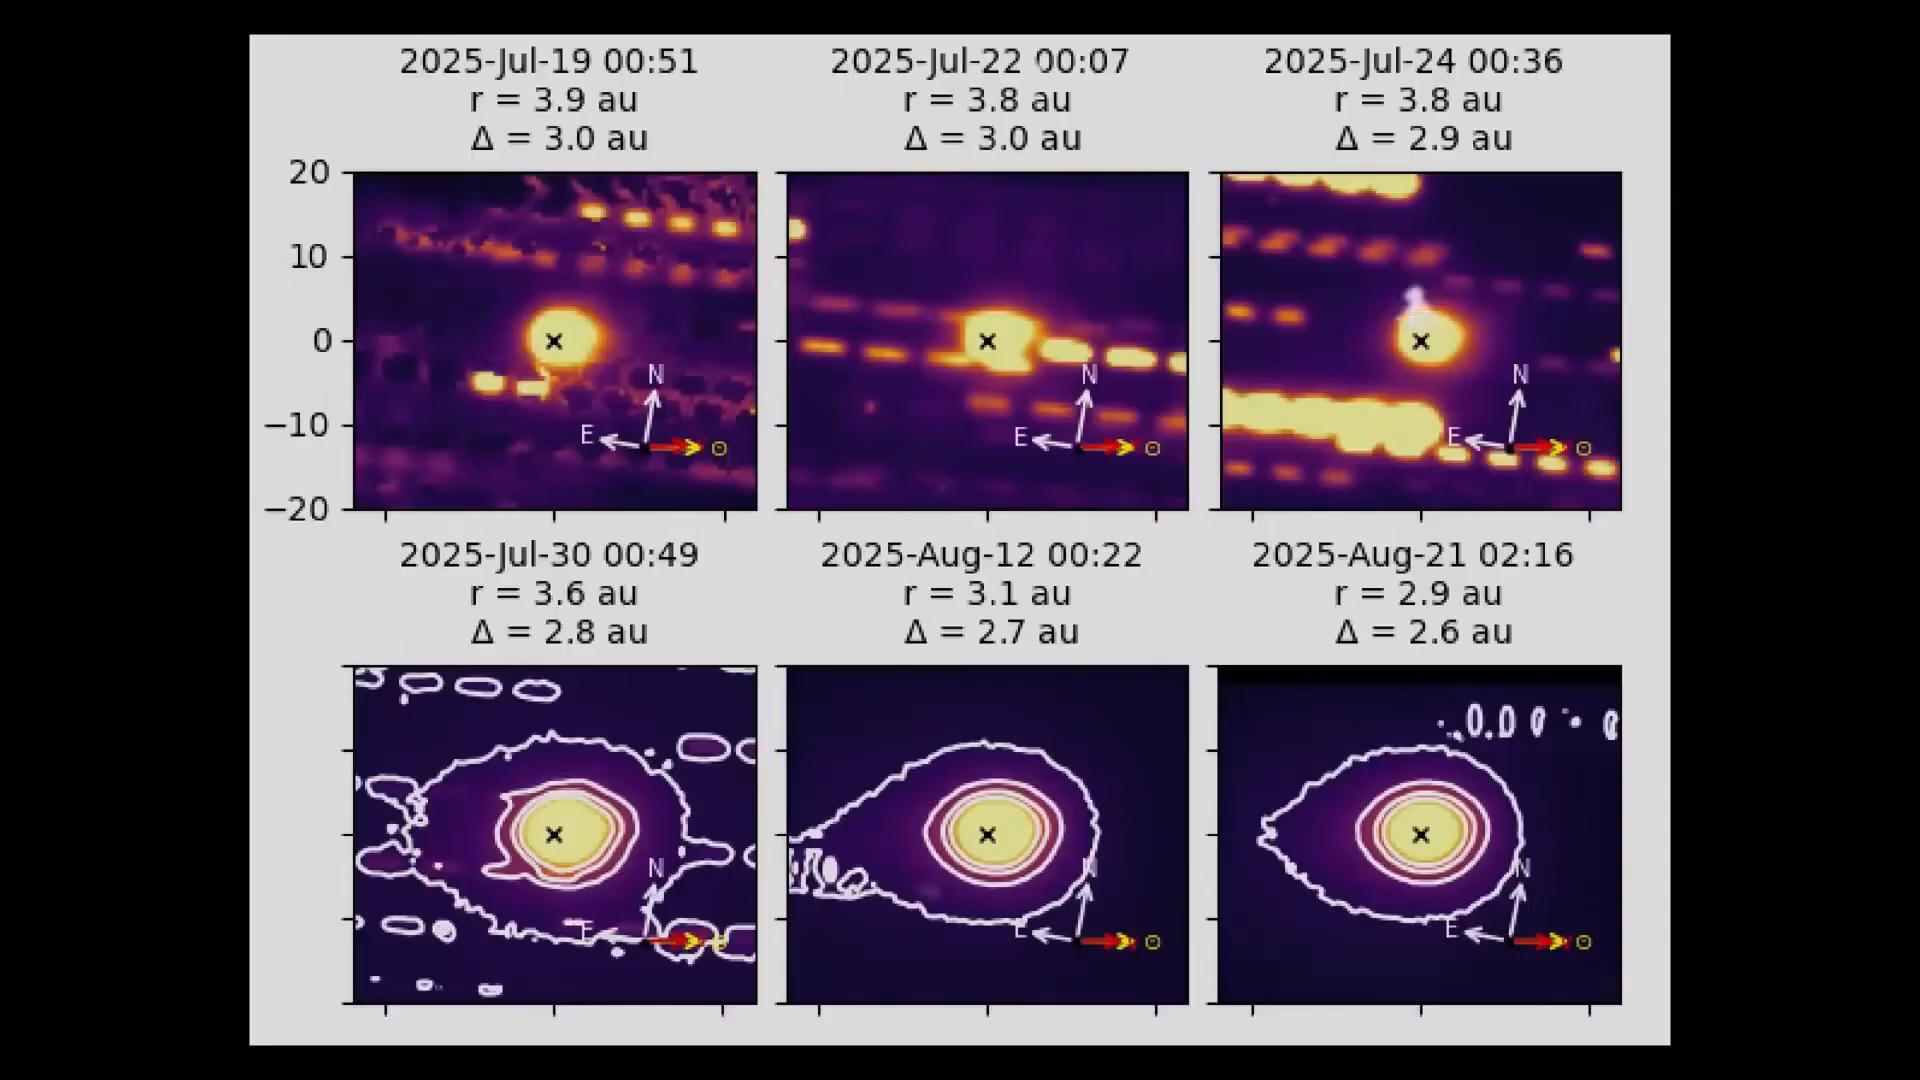 2025-Jul-19 00:51
r = 3.9 au
Δ = 3.0 au
2025-Jul-22 00:07
r = 3.8 au
Δ = 3.0 au
2025-Jul-24 00:36
r = 3.8 au
Δ = 2.9 au
20
10
0
−10
−20
N
E
N
E
N
E
2025-Jul-30 00:49
r = 3.6 au
Δ = 2.8 au
2025-Aug-12 00:22
r = 3.1 au
Δ = 2.7 au
2025-Aug-21 02:16
r = 2.9 au
Δ = 2.6 au
N
E
N
E
N
E